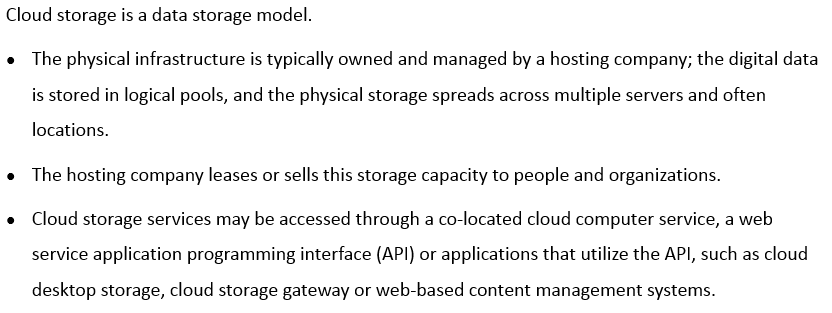 Cloud storage is a data storage model.
● The physical infrastructure is typically owned and managed by a hosting company; the digital data
is stored in logical pools, and the physical storage spreads across multiple servers and often
locations.
● The hosting company leases or sells this storage capacity to people and organizations.
● Cloud storage services may be accessed through a co-located cloud computer service, a web
service application programming interface (API) or applications that utilize the API, such as cloud
desktop storage, cloud storage gateway or web-based content management systems.